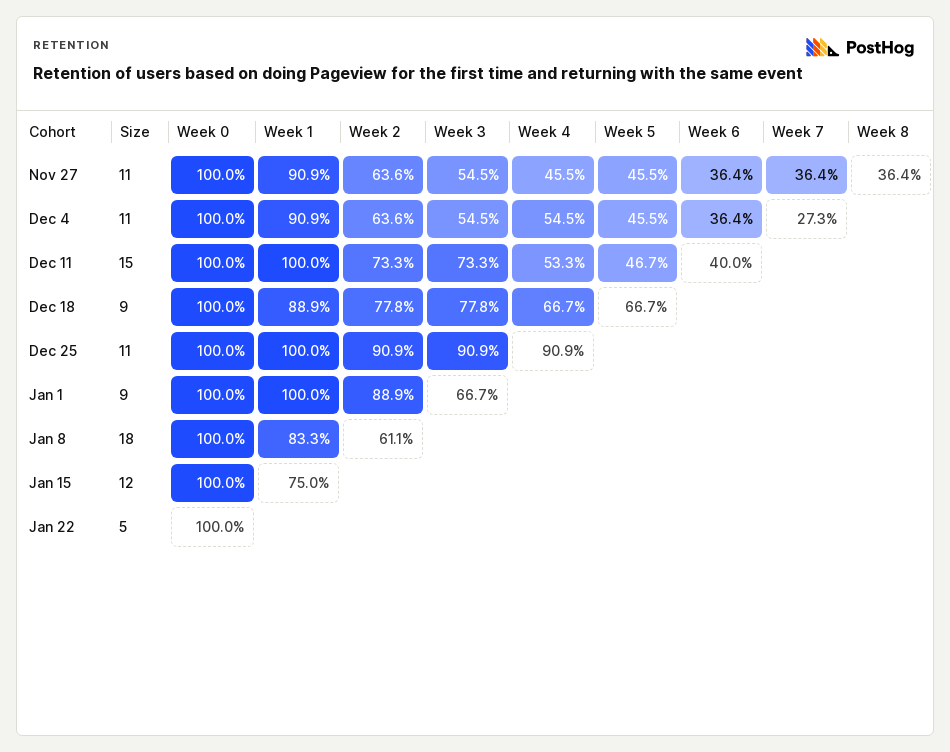 RETENTION
PostHog
Retention of users based on doing Pageview for the first time and returning with the same event
Cohort Size Week 0 Week 1 Week 2 Week 3 Week 4 Week 5 Week 6 Week 7 Week 8
Nov 27 11 100.0% 90.9% 63.6% 54.5% 45.5% 45.5% 36.4% 36.4% 36.4%
Dec 4 11 100.0% 90.9% 63.6% 54.5% 54.5% 45.5% 36.4% 27.3%
Dec 11 15 100.0% 100.0% 73.3% 73.3% 53.3% 46.7% 40.0%
Dec 18 9 100.0% 88.9% 77.8% 77.8% 66.7% 66.7%
Dec 25 11 100.0% 100.0% 90.9% 90.9% 90.9%
Jan 1 9 100.0% 100.0% 88.9% 66.7%
Jan 8 18 100.0% 83.3% 61.1%
Jan 15 12 100.0% 75.0%
Jan 22 5 100.0%